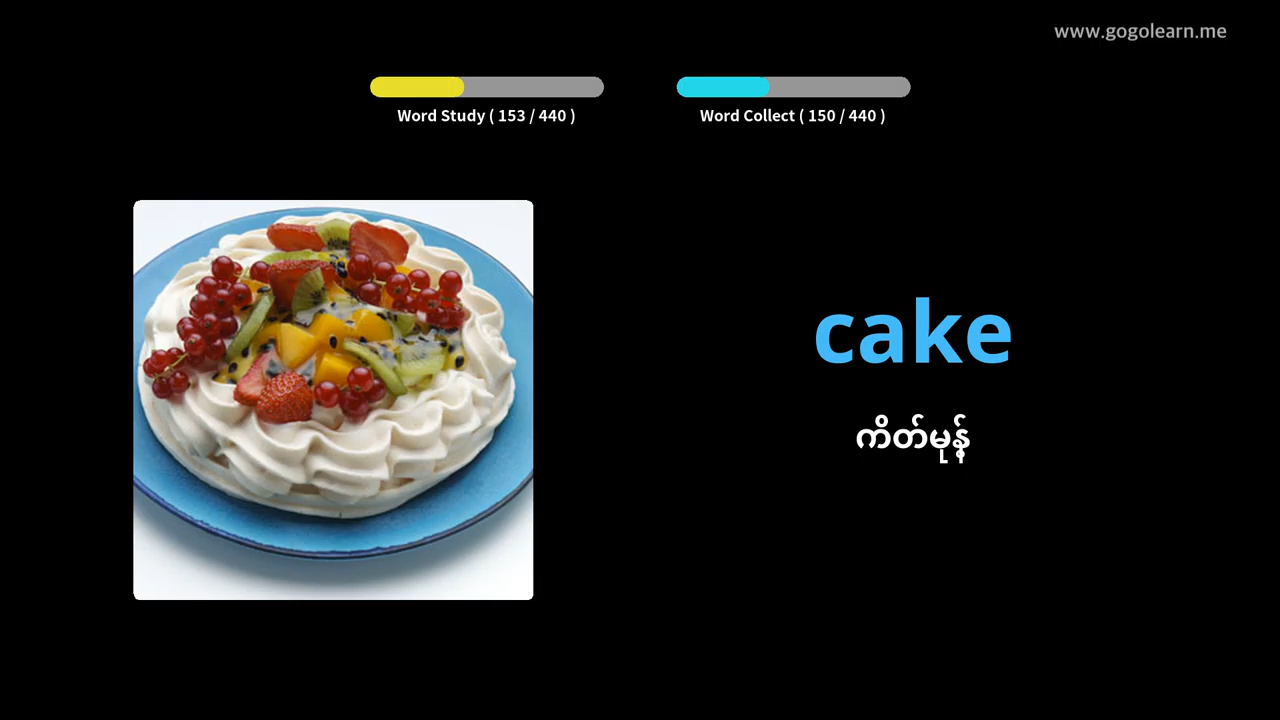 www.gogolearn.me
Word Study ( 153 / 440 )
Word Collect ( 150 / 440 )
cake
ကိတ်မုန့်